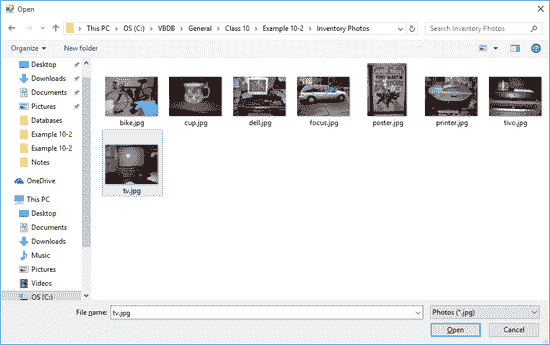 Open
This PC > OS (C:) > VBDB > General > Class 10 > Example 10-2 > Inventory Photos
Search Inventory Photos
Organize
New folder
Desktop
Downloads
Documents
Pictures
Databases
Example 10-2
Example 10-2
Notes
OneDrive
This PC
Desktop
Documents
Downloads
Music
Pictures
Videos
OS (C:)
bike.jpg
cup.jpg
dell.jpg
focus.jpg
poster.jpg
printer.jpg
tivo.jpg
tv.jpg
File name: tv.jpg
Photos (*.jpg)
Open
Cancel